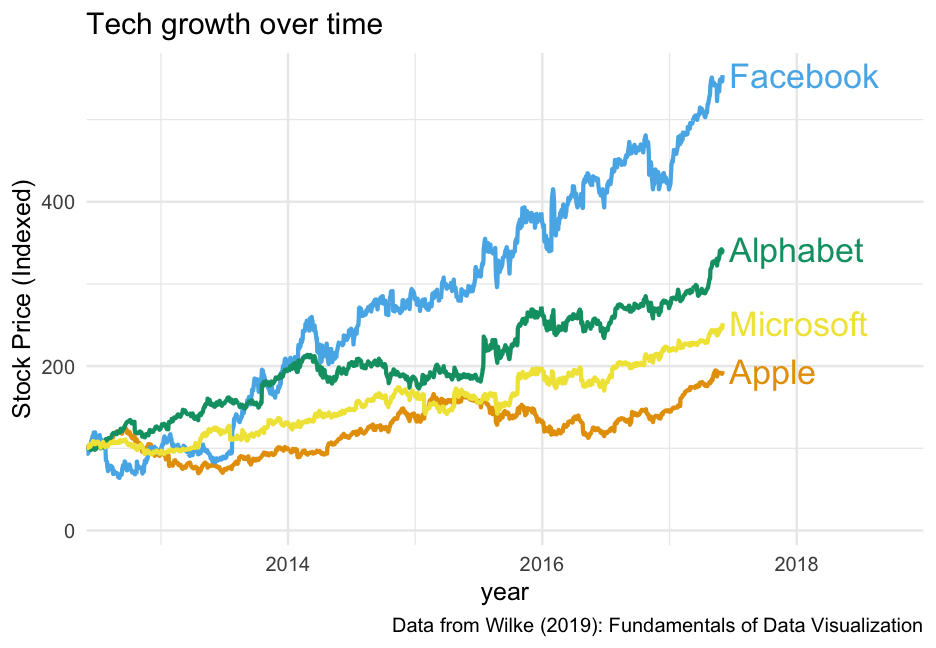 Tech growth over time
Stock Price (Indexed)
400
200
0
Facebook
Alphabet
Microsoft
Apple
2014
2016
2018
year
Data from Wilke (2019): Fundamentals of Data Visualization